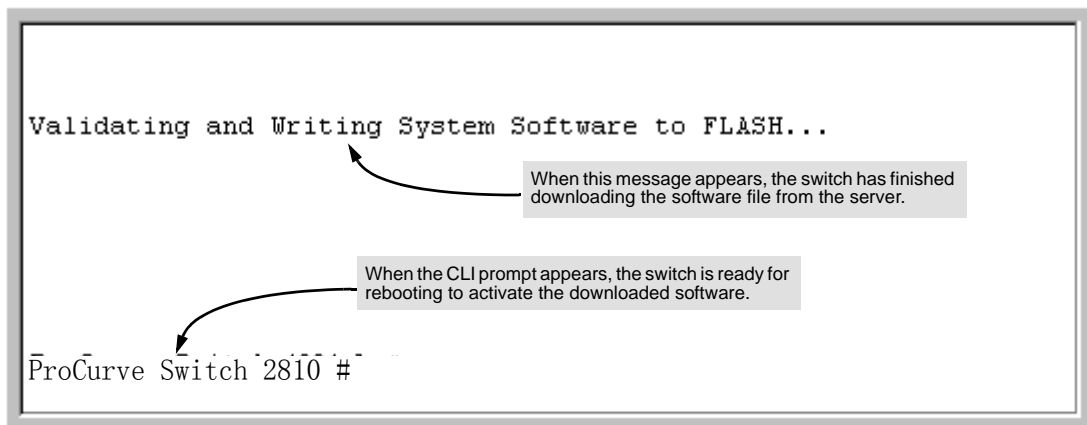 Validating and Writing System Software to FLASH...
When this message appears, the switch has finished
downloading the software file from the server.
When the CLI prompt appears, the switch is ready for
rebooting to activate the downloaded software.
ProCurve Switch 2810 #